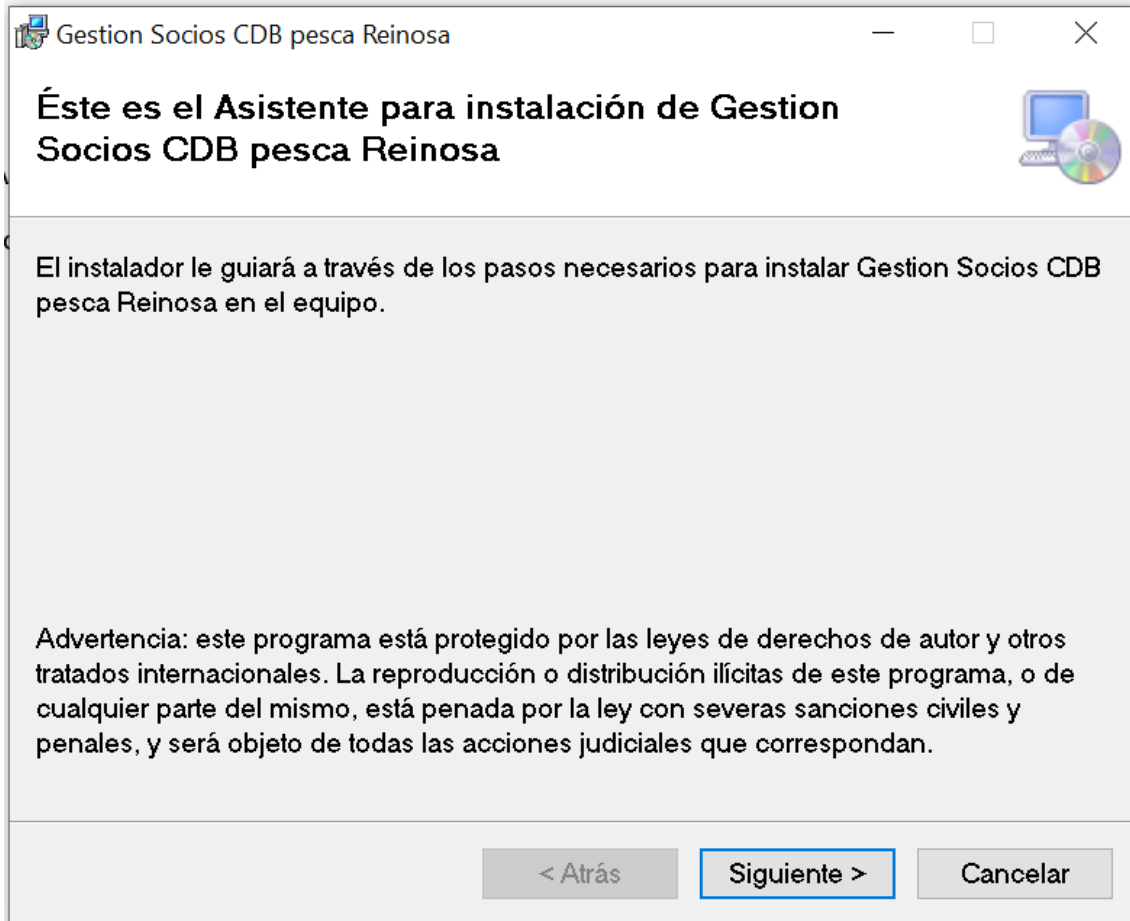 Gestion Socios CDB pesca Reinosa
Éste es el Asistente para instalación de Gestion
Socios CDB pesca Reinosa
El instalador le guiará a través de los pasos necesarios para instalar Gestion Socios CDB
pesca Reinosa en el equipo.
Advertencia: este programa está protegido por las leyes de derechos de autor y otros
tratados internacionales. La reproducción o distribución ilícitas de este programa, o de
cualquier parte del mismo, está penada por la ley con severas sanciones civiles y
penales, y será objeto de todas las acciones judiciales que correspondan.
< Atrás Siguiente > Cancelar